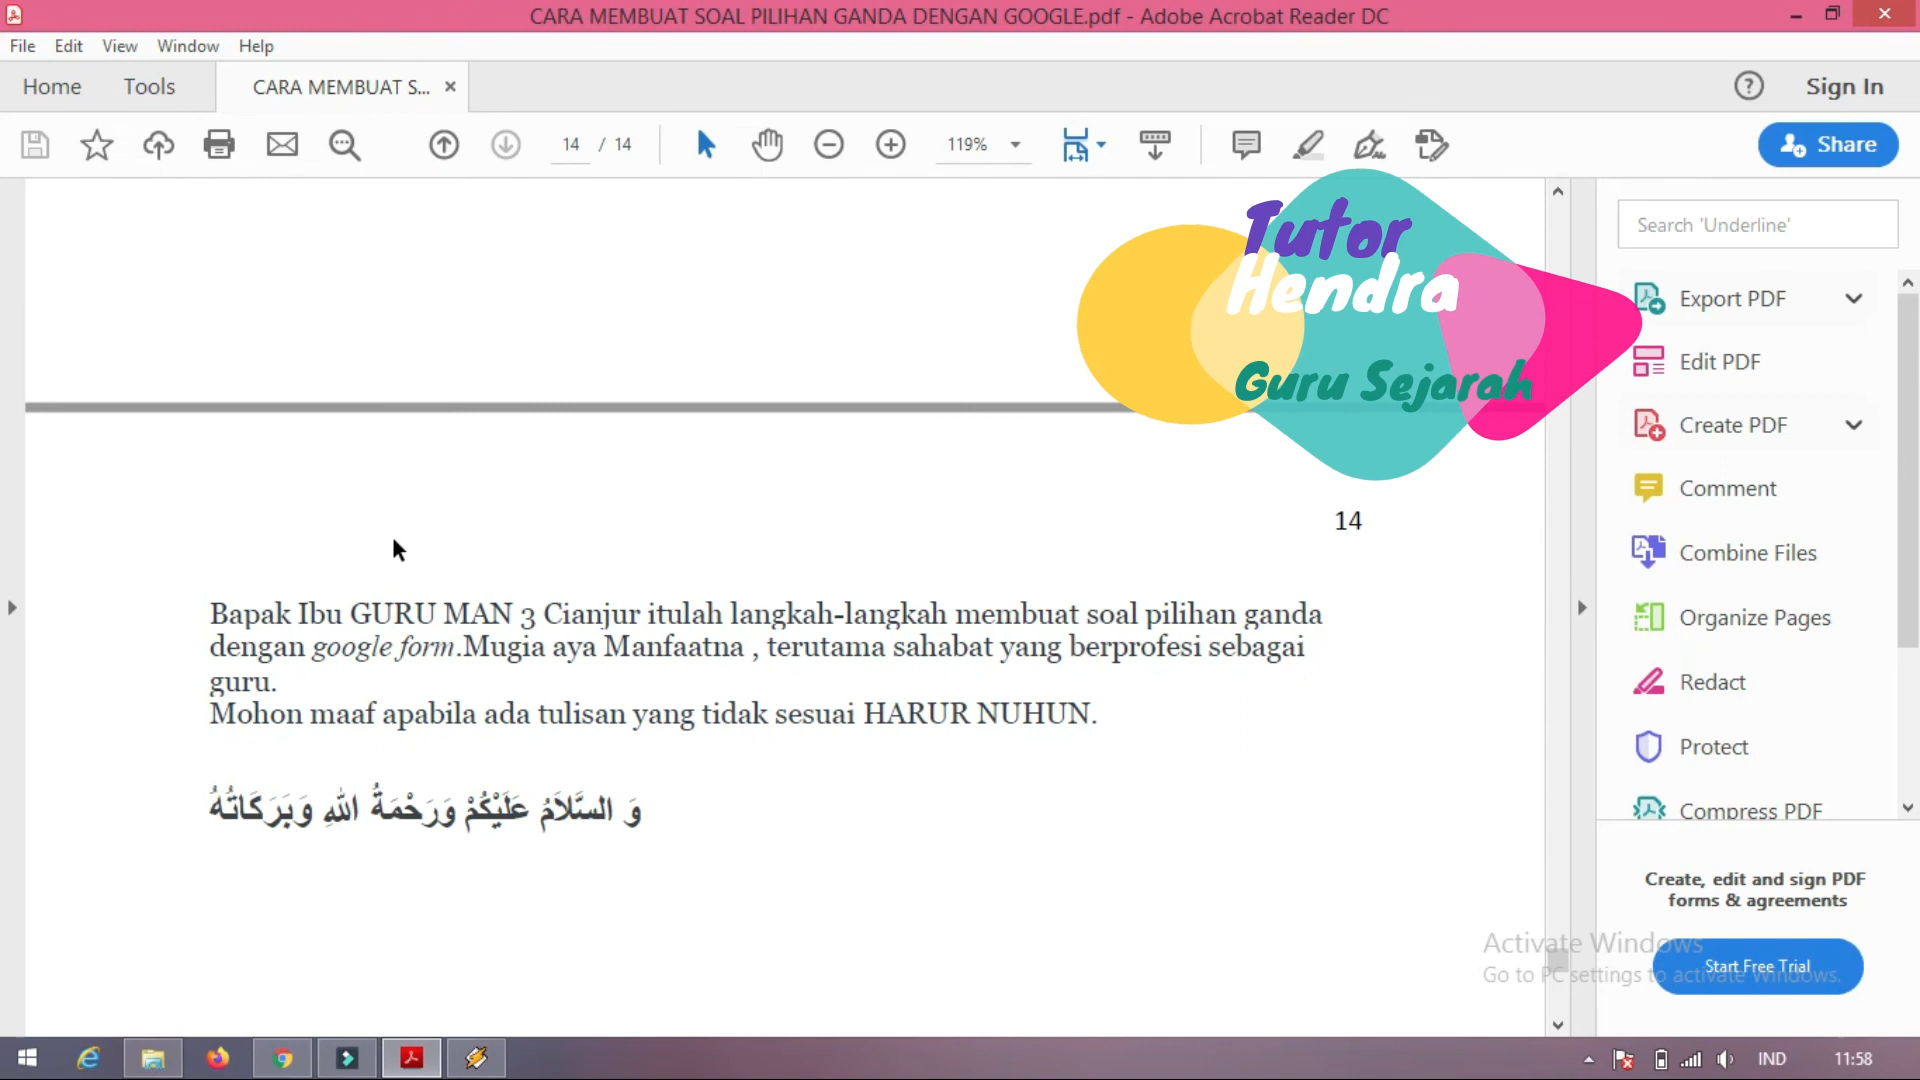 CARA MEMBUAT SOAL PILIHAN GANDA DENGAN GOOGLE.pdf - Adobe Acrobat Reader DC
File Edit View Window Help
Home Tools CARA MEMBUAT S... × Sign In
14 / 14 119% Share
Tutor
Hendra
Guru Sejarah
Search 'Underline'
Export PDF
Edit PDF
Create PDF
Comment
Combine Files
Organize Pages
Redact
Protect
Compress PDF
14
Bapak Ibu GURU MAN 3 Cianjur itulah langkah-langkah membuat soal pilihan ganda
dengan google form.Mugia aya Manfaatna , terutama sahabat yang berprofesi sebagai
guru.
Mohon maaf apabila ada tulisan yang tidak sesuai HARUR NUHUN.
وَ السَّلاَمُ عَلَيْكُمْ وَرَحْمَةُ اللهِ وَبَرَكَاتُهُ
Create, edit and sign PDF
forms & agreements
Start Free Trial
Activate Windows
Go to PC settings to activate Windows.
IND 11:58